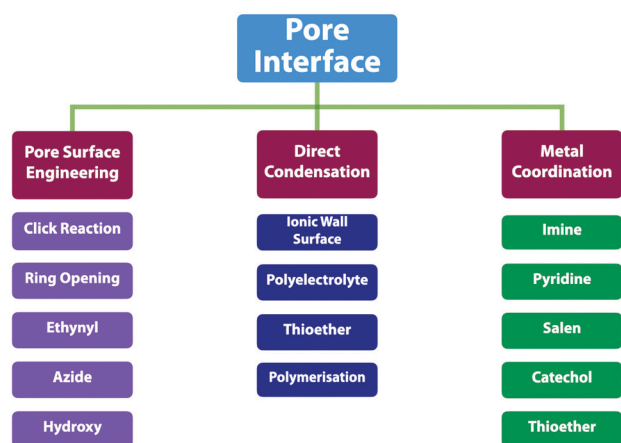 Pore
Interface
Pore Surface
Engineering
Click Reaction
Ring Opening
Ethynyl
Azide
Hydroxy
Direct
Condensation
Ionic Wall
Surface
Polyelectrolyte
Thioether
Polymerisation
Metal
Coordination
Imine
Pyridine
Salen
Catechol
Thioether